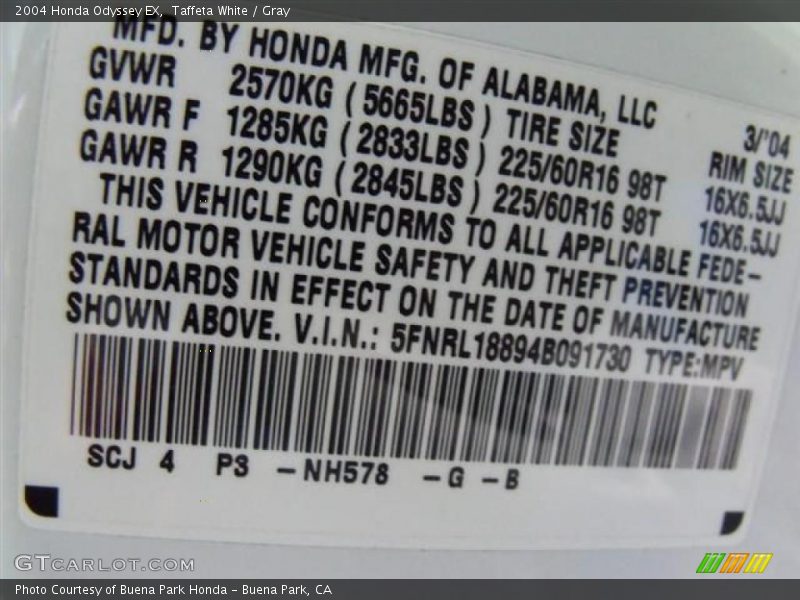 2004 Honda Odyssey EX, Taffeta White / Gray
MFD. BY HONDA MFG. OF ALABAMA, LLC 3/'04
GVWR 2570KG ( 5665LBS ) TIRE SIZE RIM SIZE
GAWR F 1285KG ( 2833LBS ) 225/60R16 98T 16X6.5JJ
GAWR R 1290KG ( 2845LBS ) 225/60R16 98T 16X6.5JJ
THIS VEHICLE CONFORMS TO ALL APPLICABLE FEDE-
RAL MOTOR VEHICLE SAFETY AND THEFT PREVENTION
STANDARDS IN EFFECT ON THE DATE OF MANUFACTURE
SHOWN ABOVE. V.I.N.: 5FNRL18894B091730 TYPE:MPV
SCJ 4 P3 -NH578 -G -B
GTCARLOT.COM
Photo Courtesy of Buena Park Honda - Buena Park, CA